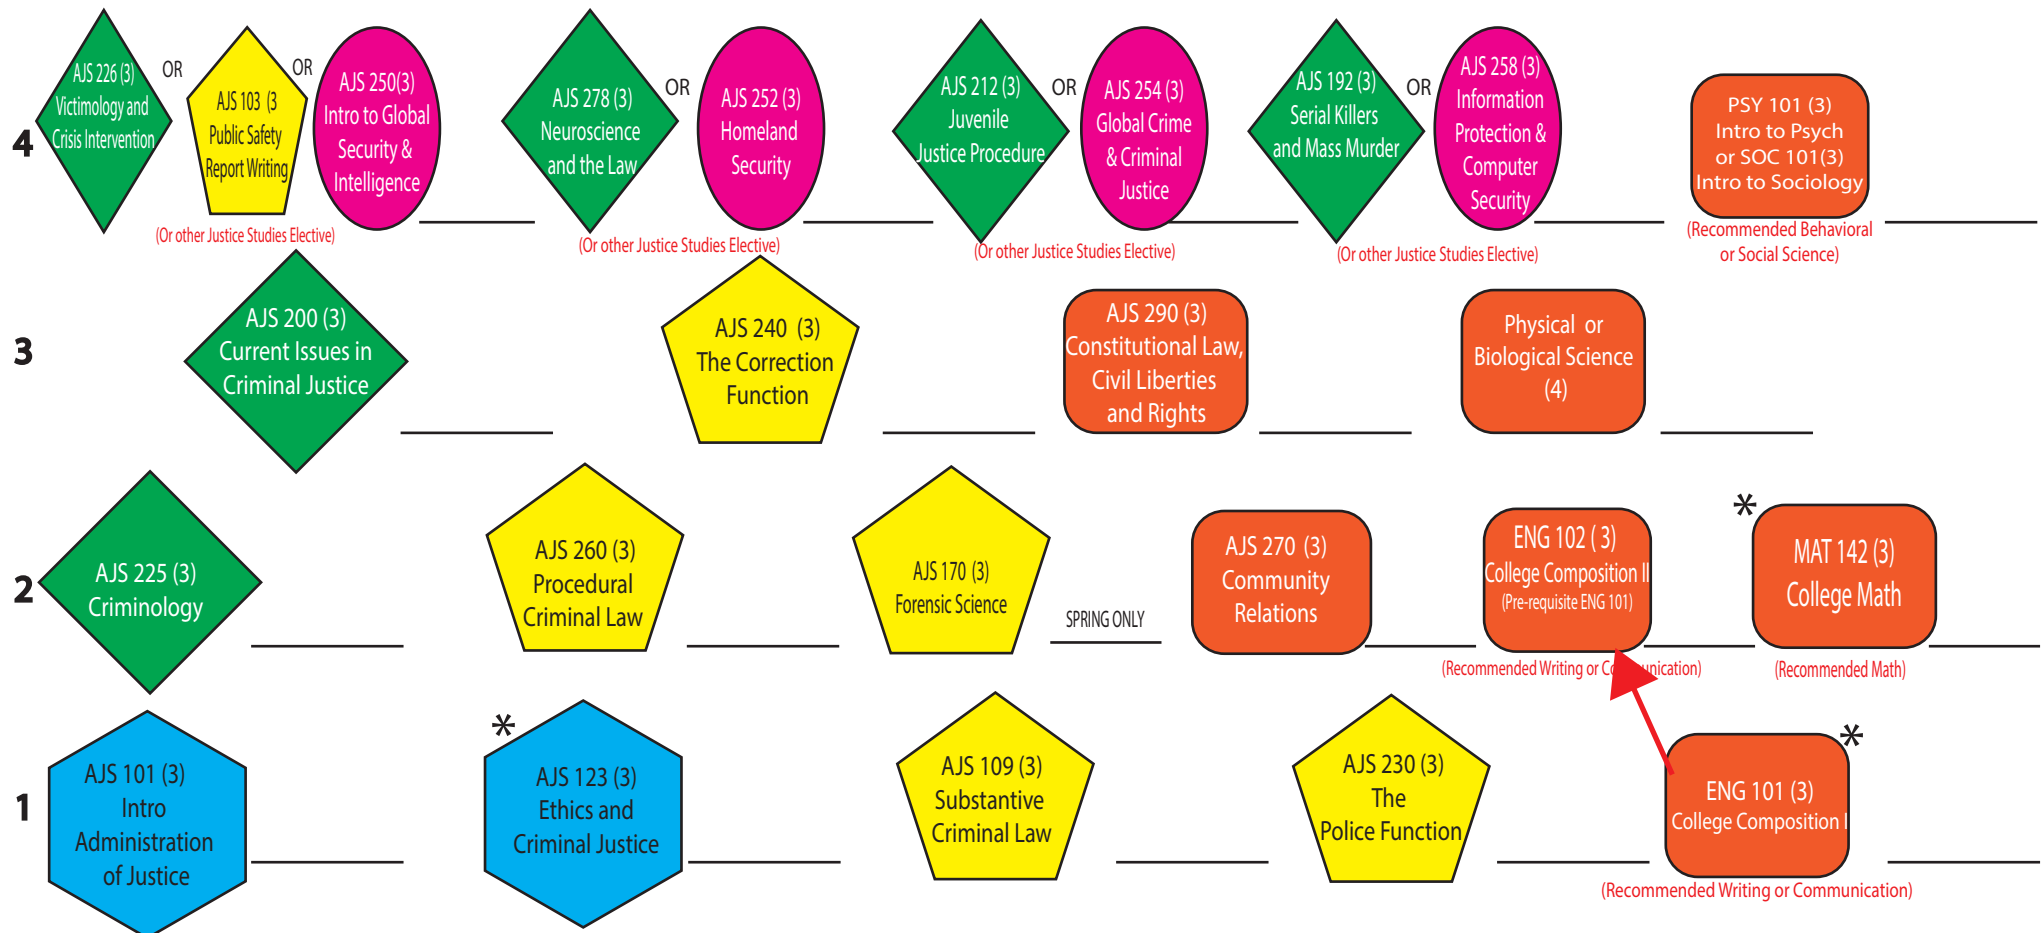 4
AJS 226 (3)
Victimology and
Crisis Intervention
OR
AJS 103 (3
Public Safety
Report Writing
OR
AJS 250(3)
Intro to Global
Security &
Intelligence
(Or other Justice Studies Elective)
AJS 278 (3)
Neuroscience
and the Law
OR
AJS 252 (3)
Homeland
Security
(Or other Justice Studies Elective)
AJS 212 (3)
Juvenile
Justice Procedure
OR
AJS 254 (3)
Global Crime
& Criminal
Justice
(Or other Justice Studies Elective)
AJS 192 (3)
Serial Killers
and Mass Murder
OR
AJS 258 (3)
Information
Protection &
Computer
Security
(Or other Justice Studies Elective)
PSY 101 (3)
Intro to Psych
or SOC 101(3)
Intro to Sociology
(Recommended Behavioral
or Social Science)
3
AJS 200 (3)
Current Issues in
Criminal Justice
AJS 240 (3)
The Correction
Function
AJS 290 (3)
Constitutional Law,
Civil Liberties
and Rights
Physical or
Biological Science
(4)
2
AJS 225 (3)
Criminology
AJS 260 (3)
Procedural
Criminal Law
AJS 170 (3)
Forensic Science
SPRING ONLY
AJS 270 (3)
Community
Relations
ENG 102 ( 3)
College Composition II
(Pre-requisite ENG 101)
(Recommended Writing or Communication)
*
MAT 142 (3)
College Math
(Recommended Math)
1
AJS 101 (3)
Intro
Administration
of Justice
*
AJS 123 (3)
Ethics and
Criminal Justice
AJS 109 (3)
Substantive
Criminal Law
AJS 230 (3)
The
Police Function
*
ENG 101 (3)
College Composition I
(Recommended Writing or Communication)